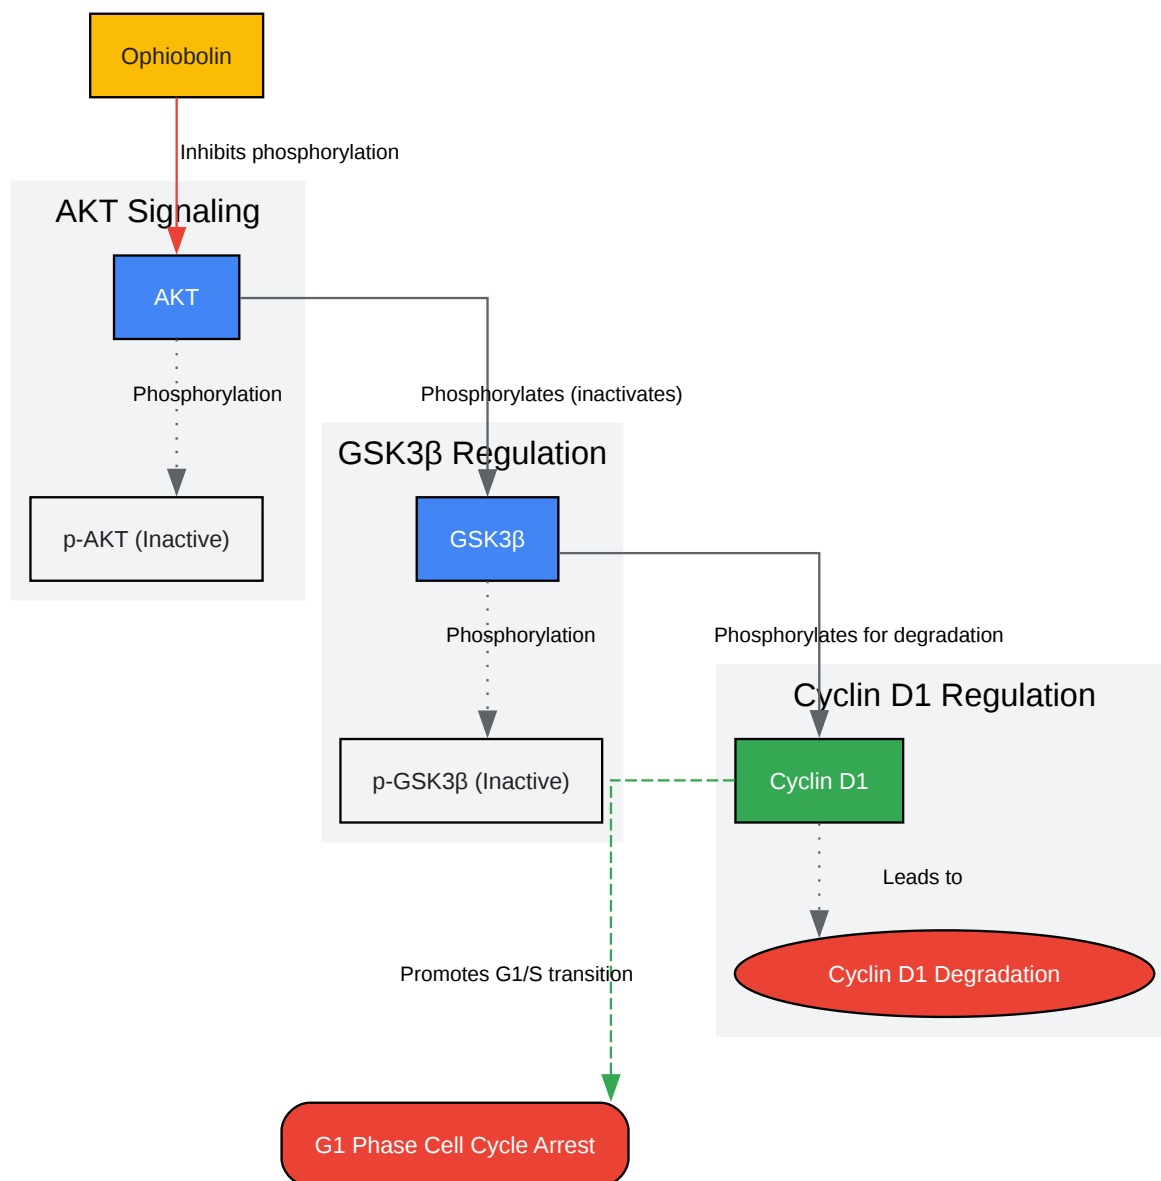 Ophiobolin
Inhibits phosphorylation
AKT Signaling
AKT
Phosphorylation
Phosphorylates (inactivates)
GSK3β Regulation
p-AKT (Inactive)
GSK3β
Phosphorylation
Phosphorylates for degradation
Cyclin D1 Regulation
p-GSK3β (Inactive)
Cyclin D1
Leads to
Promotes G1/S transition
Cyclin D1 Degradation
G1 Phase Cell Cycle Arrest